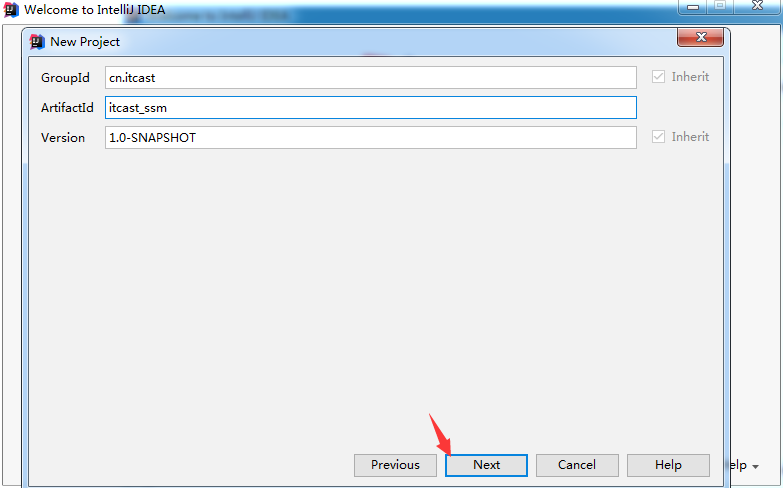 Welcome to IntelliJ IDEA
New Project
GroupId cn.itcast Inherit
ArtifactId itcast_ssm
Version 1.0-SNAPSHOT Inherit
Previous Next Cancel Help elp